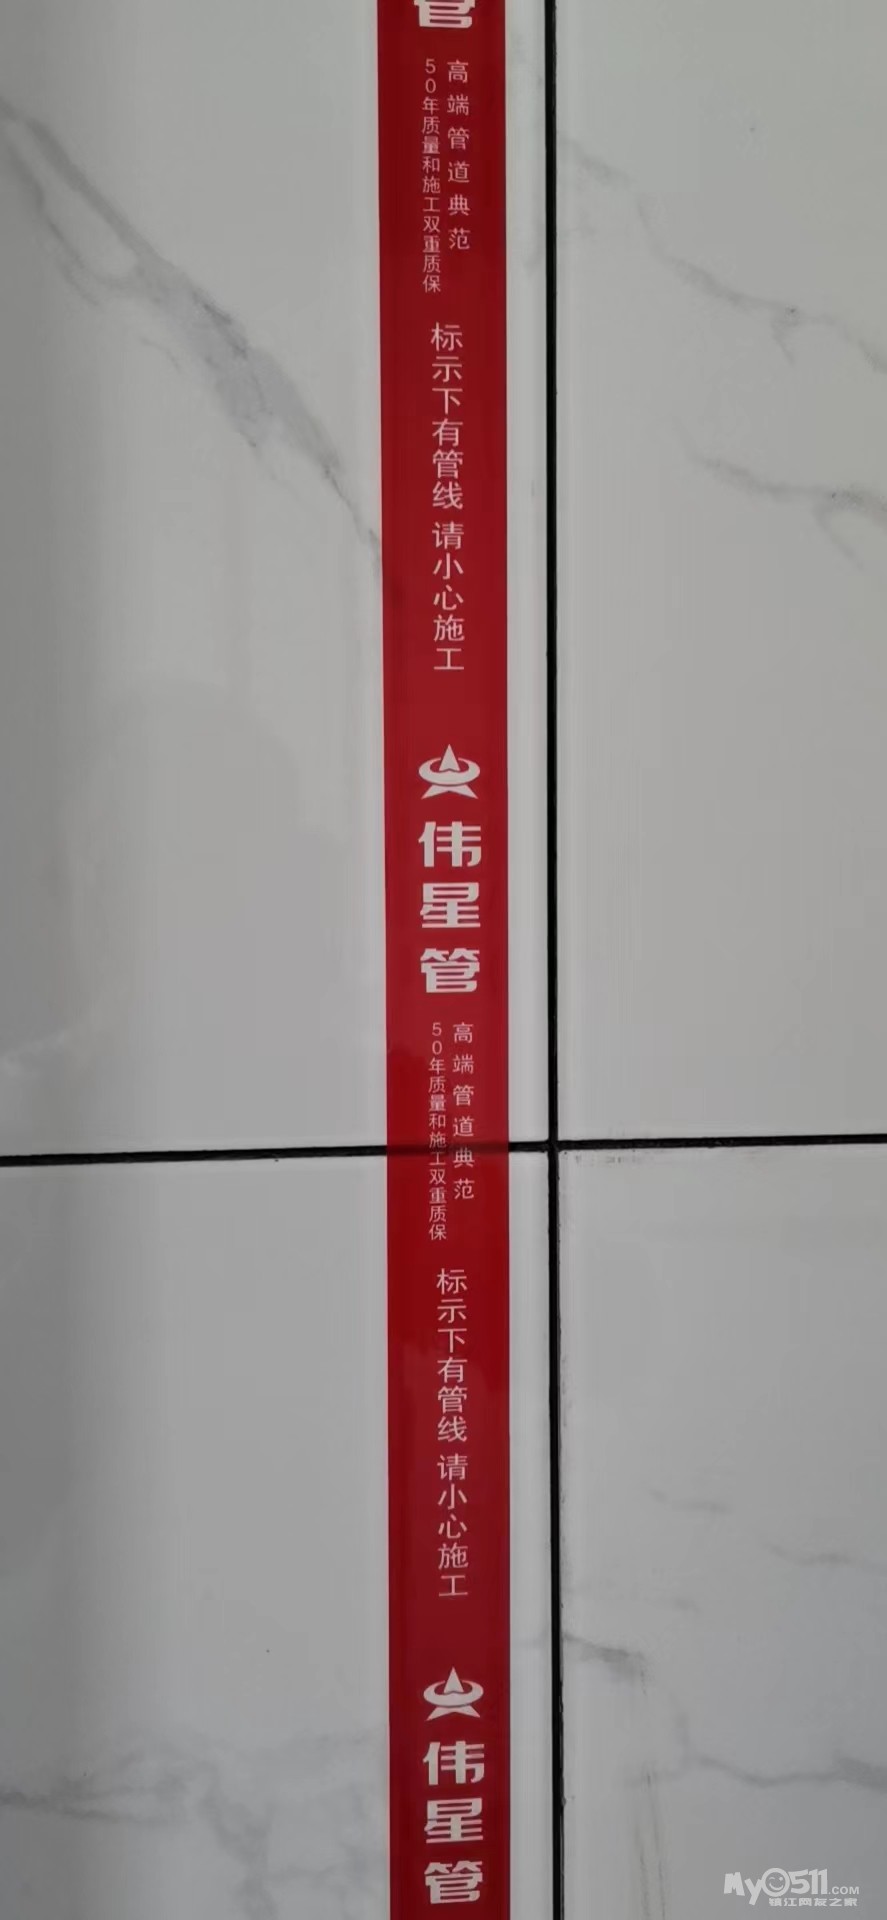 管
高端管道典范
50年质量和施工双重质保
标示下有管线 请小心施工
伟星管
高端管道典范
50年质量和施工双重质保
标示下有管线 请小心施工
伟星管
My0511.COM
镇江网友之家